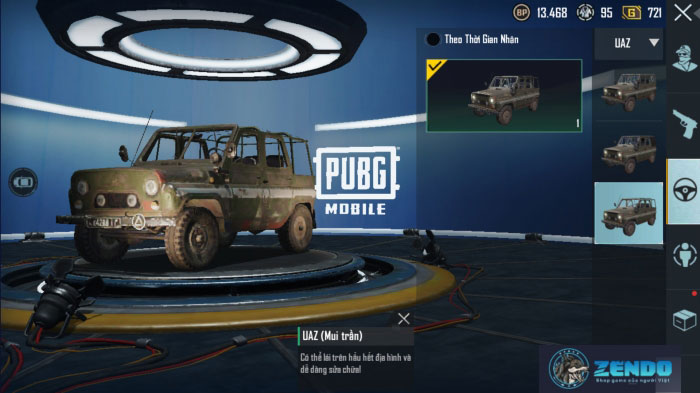 BP 13.468 95 G 721
Theo Thời Gian Nhận
UAZ
1
PUBG
MOBILE
UAZ (Mui trần)
Có thể lái trên hầu hết địa hình và
dễ dàng sửa chữa!
ZENDO
Shop game của người Việt